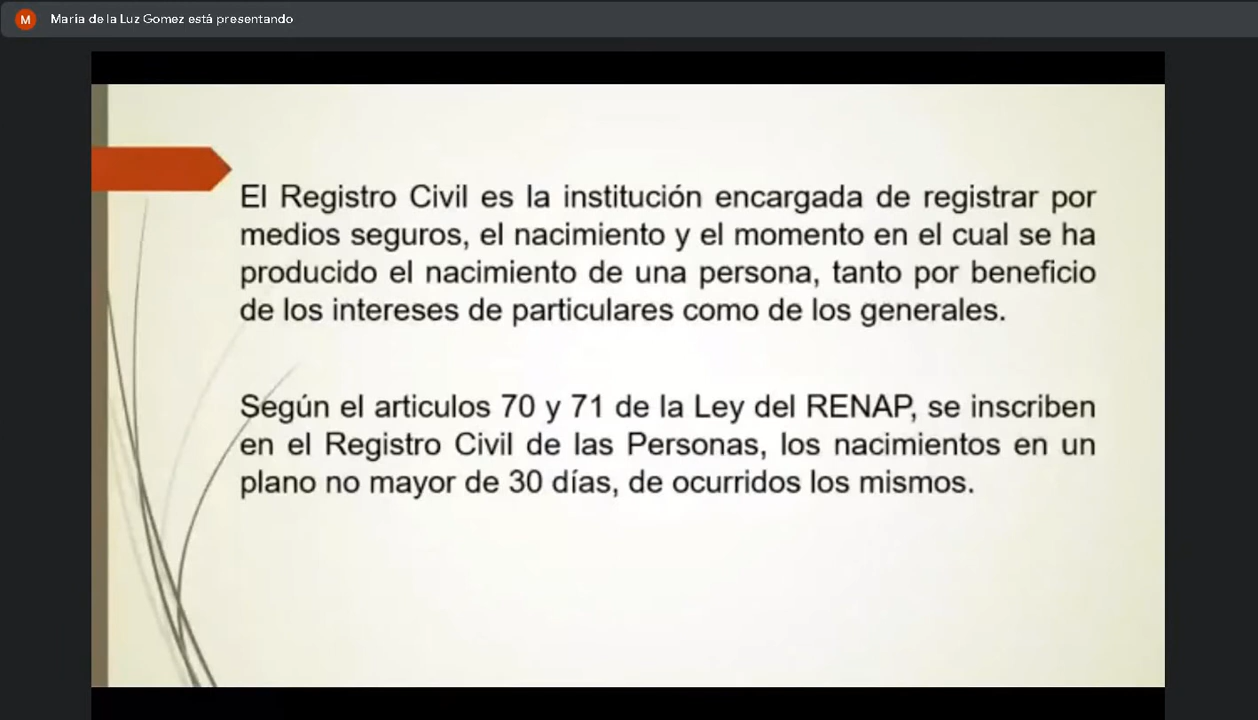 M
María de la Luz Gomez está presentando
El Registro Civil es la institución encargada de registrar por
medios seguros, el nacimiento y el momento en el cual se ha
producido el nacimiento de una persona, tanto por beneficio
de los intereses de particulares como de los generales.
Según el articulos 70 y 71 de la Ley del RENAP, se inscriben
en el Registro Civil de las Personas, los nacimientos en un
plano no mayor de 30 días, de ocurridos los mismos.